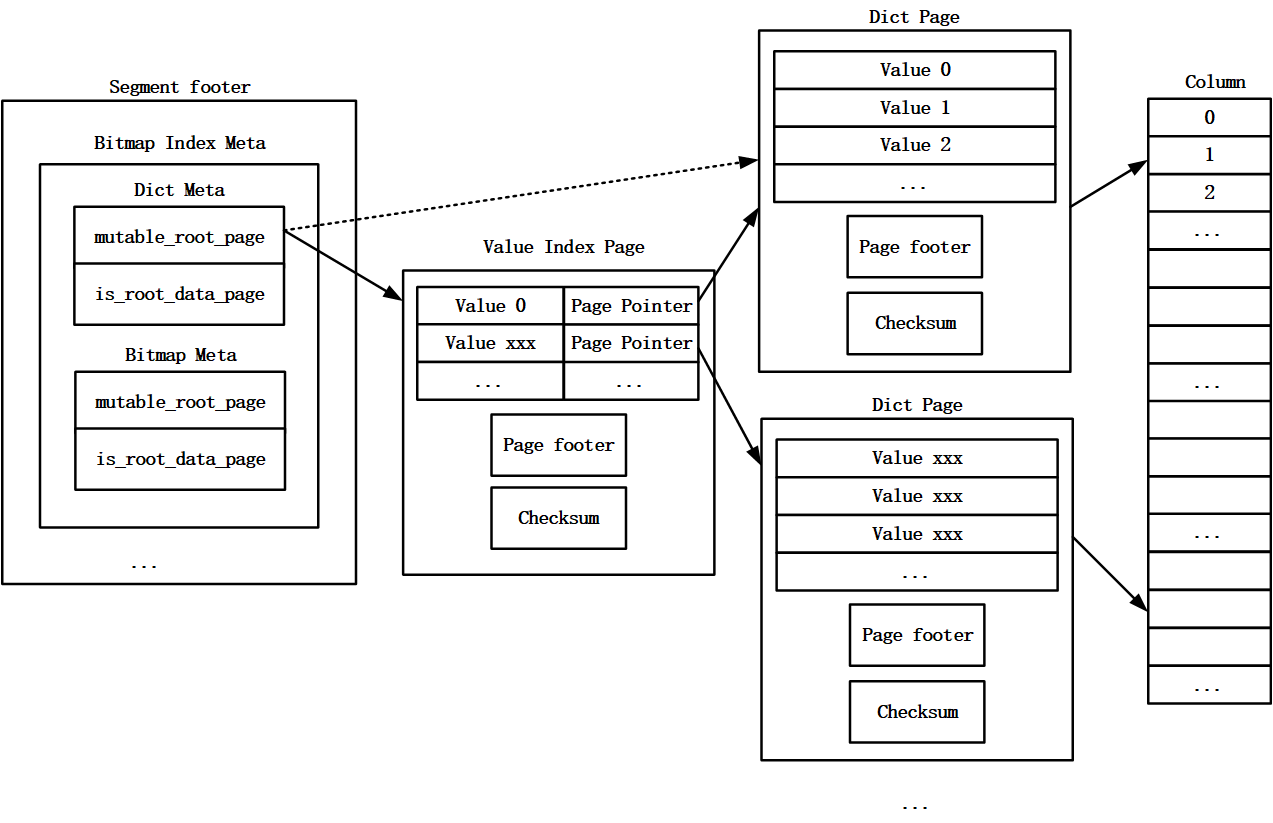 Segment footer
Bitmap Index Meta
Dict Meta
mutable_root_page
is_root_data_page
Bitmap Meta
mutable_root_page
is_root_data_page
...
Value Index Page
Value 0 Page Pointer
Value xxx Page Pointer
... ...
Page footer
Checksum
Dict Page
Value 0
Value 1
Value 2
...
Page footer
Checksum
Dict Page
Value xxx
Value xxx
Value xxx
...
Page footer
Checksum
...
Column
0
1
2
...
...
...
...